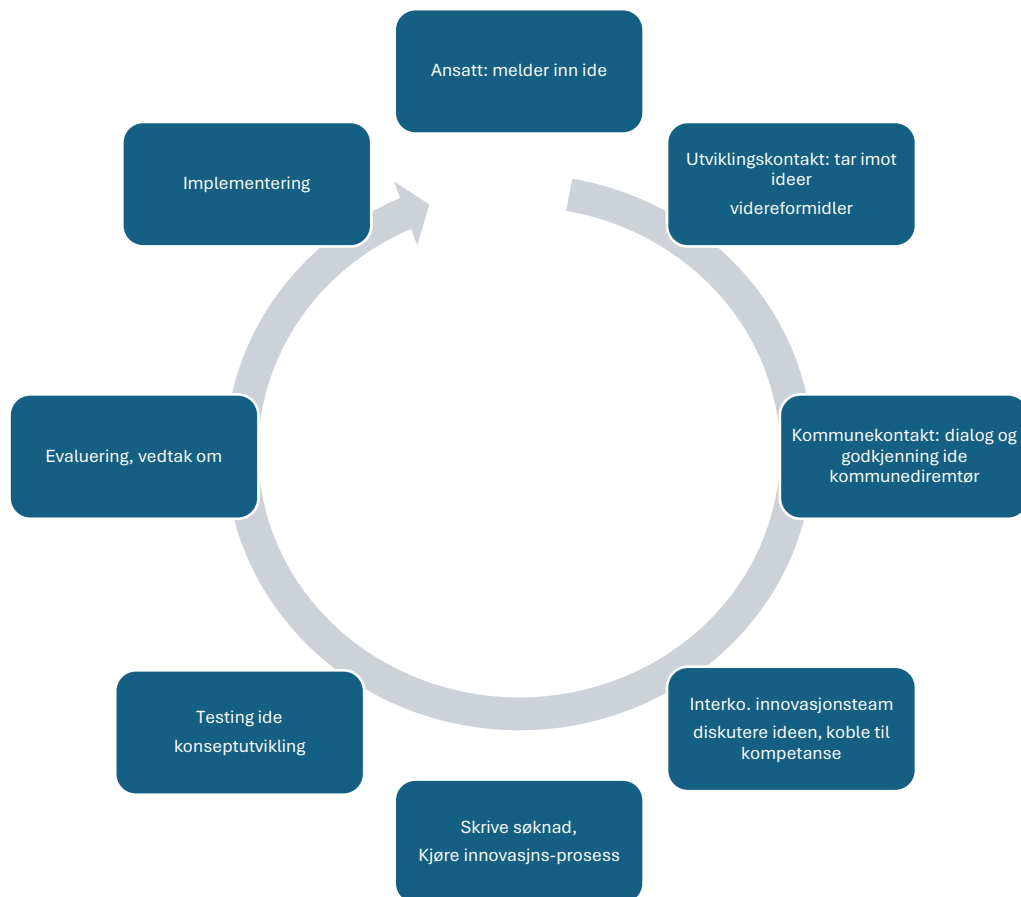 Ansatt: melder inn ide
Utviklingskontakt: tar imot
ideer
videreformidler
Kommunekontakt: dialog og
godkjenning ide
kommunediremtør
Interko. innovasjonsteam
diskutere ideen, koble til
kompetanse
Skrive søknad,
Kjøre innovasjns-prosess
Testing ide
konseptutvikling
Evaluering, vedtak om
Implementering